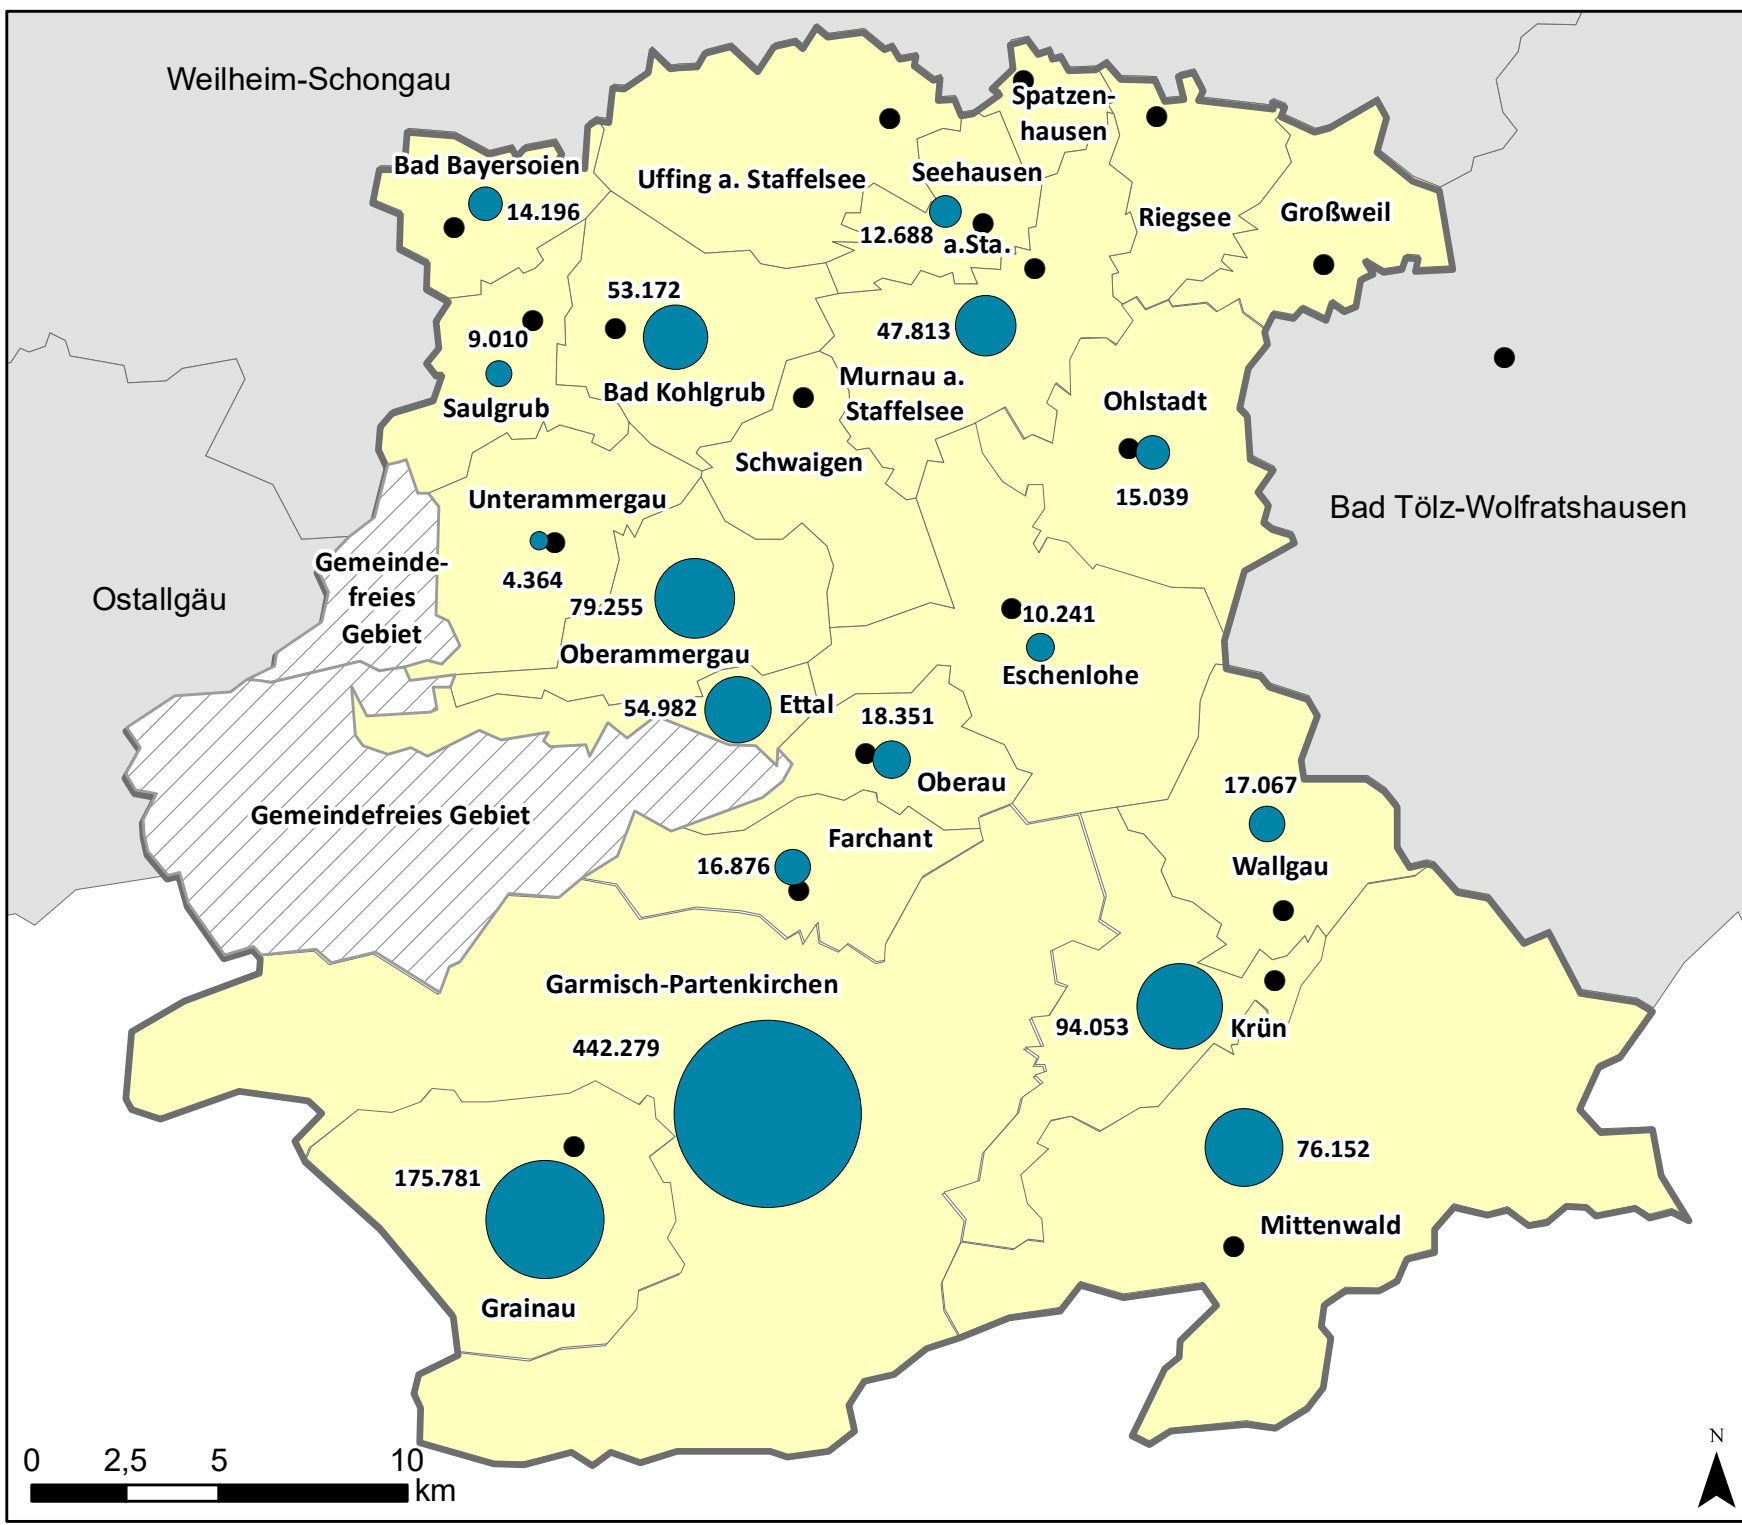 Weilheim-Schongau
Spatzen-
hausen
Bad Bayersoien
14.196
Uffing a. Staffelsee
Seehausen
12.688
a.Sta.
Riegsee
Großweil
53.172
9.010
47.813
Saulgrub
Bad Kohlgrub
Murnau a.
Staffelsee
Ohlstadt
Schwaigen
15.039
Bad Tölz-Wolfratshausen
Unterammergau
Gemeinde-
freies
Gebiet
4.364
79.255
Ostallgäu
10.241
Oberammergau
Eschenlohe
54.982
Ettal
18.351
Oberau
17.067
Gemeindefreies Gebiet
Farchant
16.876
Wallgau
Garmisch-Partenkirchen
442.279
94.053
Krün
76.152
175.781
Mittenwald
Grainau
0 2,5 5 10
km
N